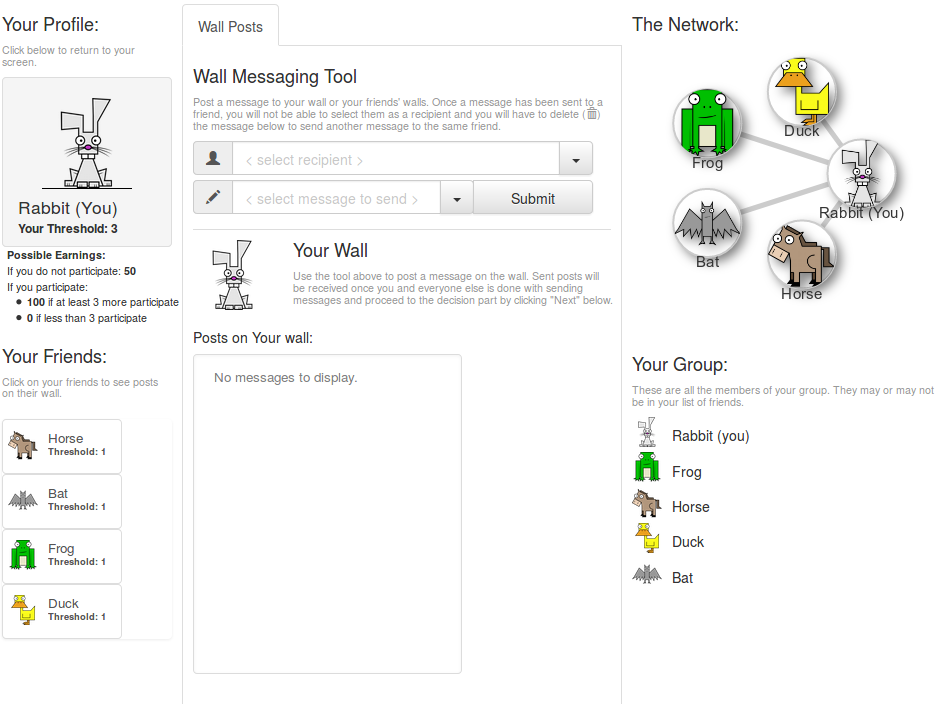 Your Profile:
Click below to return to your
screen.
Rabbit (You)
Your Threshold: 3
Possible Earnings:
If you do not participate: 50
If you participate:
100 if at least 3 more participate
0 if less than 3 participate
Your Friends:
Click on your friends to see posts
on their wall.
Horse
Threshold: 1
Bat
Threshold: 1
Frog
Threshold: 1
Duck
Threshold: 1
Wall Posts
Wall Messaging Tool
Post a message to your wall or your friends' walls. Once a message has been sent to a
friend, you will not be able to select them as a recipient and you will have to delete ( )
the message below to send another message to the same friend.
< select recipient >
< select message to send >
Submit
Your Wall
Use the tool above to post a message on the wall. Sent posts will
be received once you and everyone else is done with sending
messages and proceed to the decision part by clicking "Next" below.
Posts on Your wall:
No messages to display.
The Network:
Duck
Frog
Rabbit (You)
Bat
Horse
Your Group:
These are all the members of your group. They may or may not
be in your list of friends.
Rabbit (you)
Frog
Horse
Duck
Bat